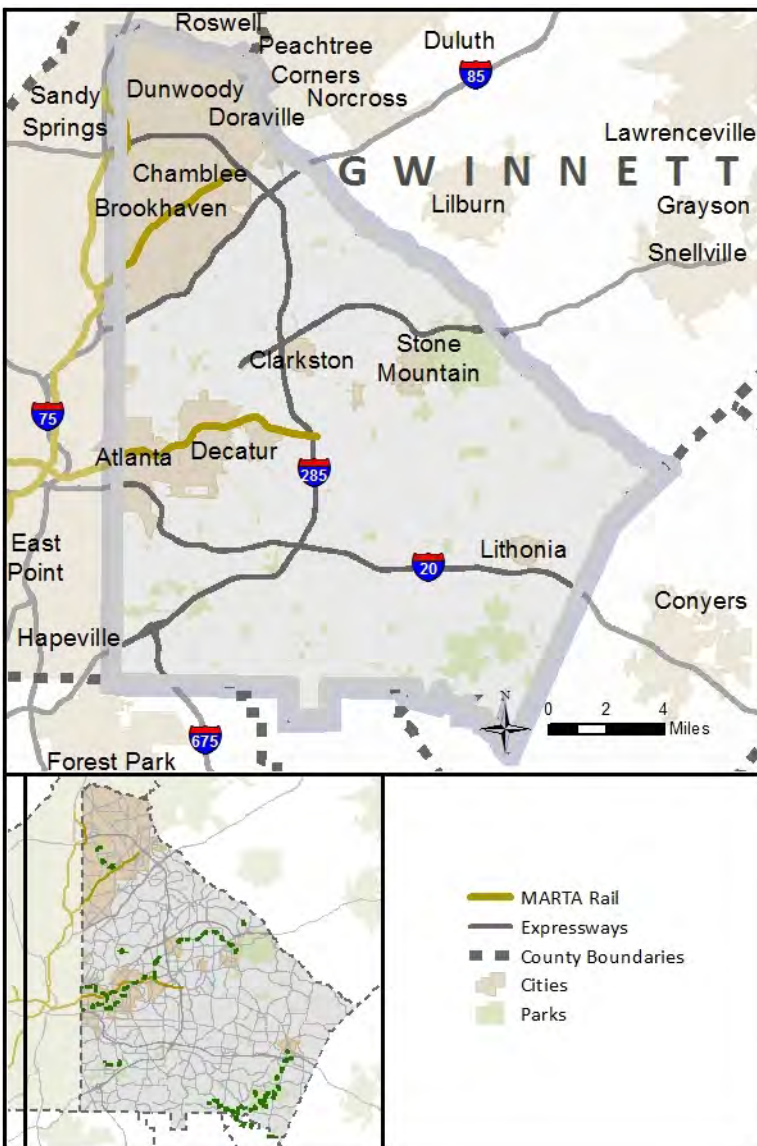 Roswell
Peachtree
Corners
Duluth
85
Sandy
Springs
Dunwoody
Norcross
Doraville
Lawrenceville
Chamblee
GWINNETT
Brookhaven
Lilburn
Grayson
Snellville
Clarkston
Stone
Mountain
75
Atlanta
Decatur
285
East
Point
20
Lithonia
Conyers
Hapeville
N
0 2 4
Miles
675
Forest Park
MARTA Rail
Expressways
County Boundaries
Cities
Parks